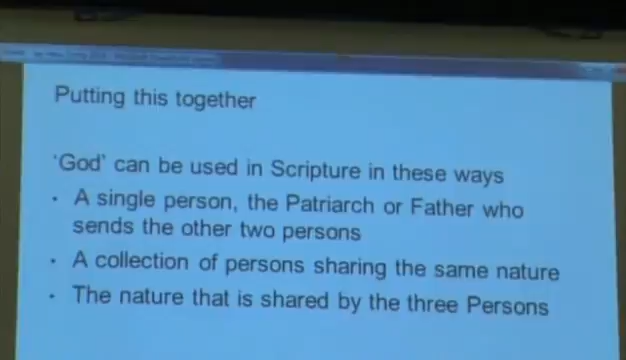 Putting this together
'God' can be used in Scripture in these ways
· A single person, the Patriarch or Father who
sends the other two persons
· A collection of persons sharing the same nature
· The nature that is shared by the three Persons